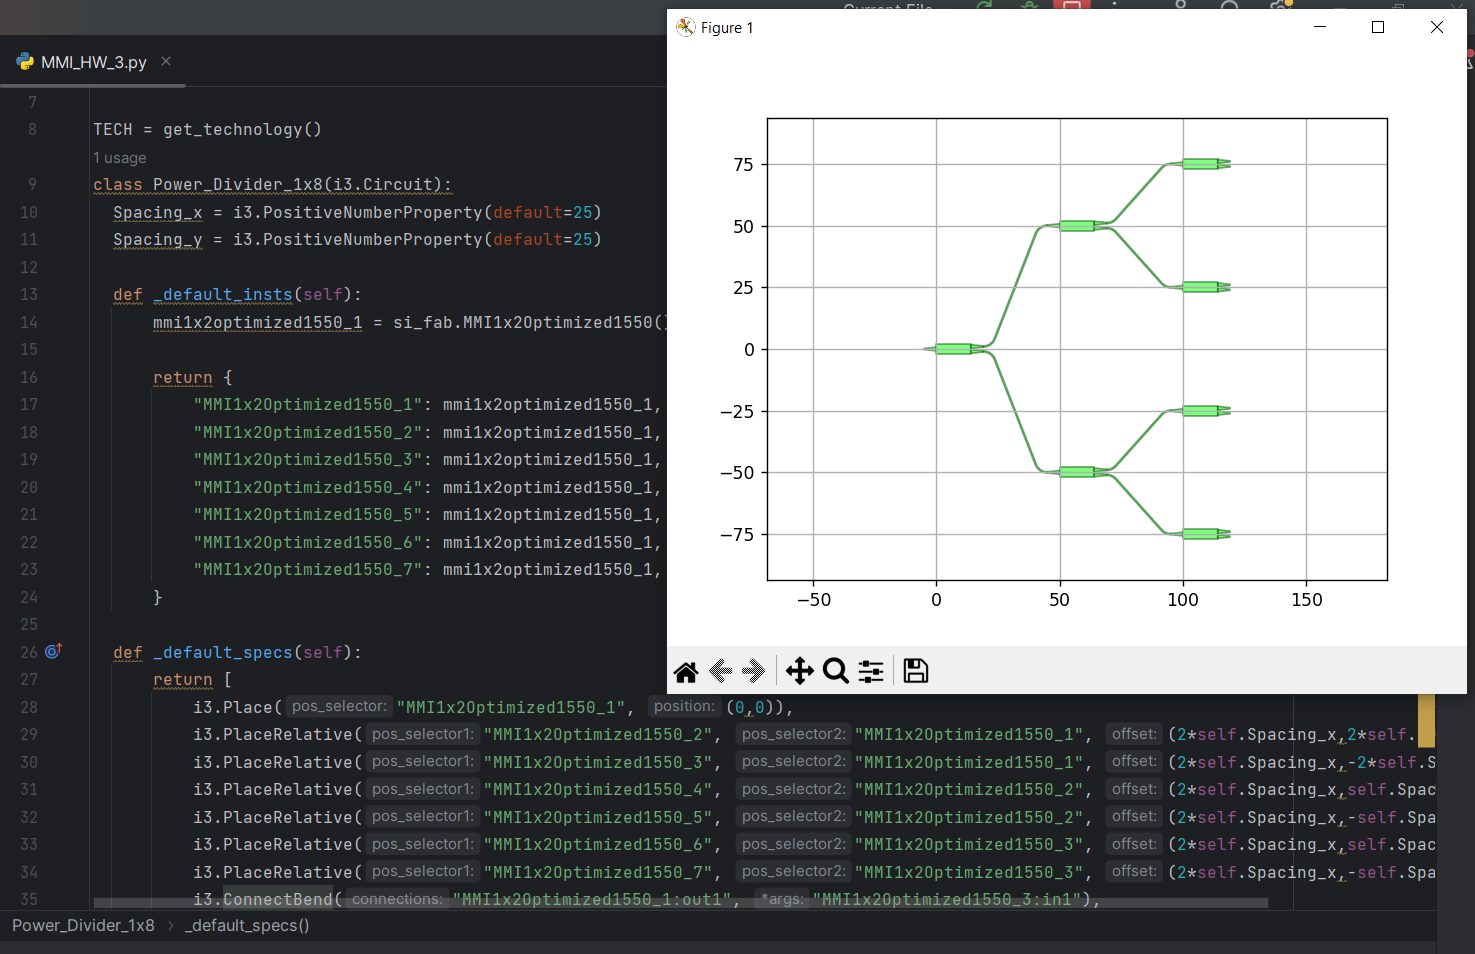 Current File
Figure 1
MMI_HW_3.py
7
8 TECH = get_technology()
1 usage
9 class Power_Divider_1x8(i3.Circuit):
10 Spacing_x = i3.PositiveNumberProperty(default=25)
11 Spacing_y = i3.PositiveNumberProperty(default=25)
12
13 def _default_insts(self):
14 mmi1x2optimized1550_1 = si_fab.MMI1x2Optimized1550()
15
16 return {
17 "MMI1x2Optimized1550_1": mmi1x2optimized1550_1,
18 "MMI1x2Optimized1550_2": mmi1x2optimized1550_1,
19 "MMI1x2Optimized1550_3": mmi1x2optimized1550_1,
20 "MMI1x2Optimized1550_4": mmi1x2optimized1550_1,
21 "MMI1x2Optimized1550_5": mmi1x2optimized1550_1,
22 "MMI1x2Optimized1550_6": mmi1x2optimized1550_1,
23 "MMI1x2Optimized1550_7": mmi1x2optimized1550_1,
24 }
25
26 def _default_specs(self):
27 return [
28 i3.Place( pos_selector: "MMI1x2Optimized1550_1", position: (0,0)),
29 i3.PlaceRelative( pos_selector1: "MMI1x2Optimized1550_2", pos_selector2: "MMI1x2Optimized1550_1", offset: (2*self.Spacing_x,2*self.
30 i3.PlaceRelative( pos_selector1: "MMI1x2Optimized1550_3", pos_selector2: "MMI1x2Optimized1550_1", offset: (2*self.Spacing_x,-2*self.S
31 i3.PlaceRelative( pos_selector1: "MMI1x2Optimized1550_4", pos_selector2: "MMI1x2Optimized1550_2", offset: (2*self.Spacing_x,self.Spac
32 i3.PlaceRelative( pos_selector1: "MMI1x2Optimized1550_5", pos_selector2: "MMI1x2Optimized1550_2", offset: (2*self.Spacing_x,-self.Spa
33 i3.PlaceRelative( pos_selector1: "MMI1x2Optimized1550_6", pos_selector2: "MMI1x2Optimized1550_3", offset: (2*self.Spacing_x,self.Spac
34 i3.PlaceRelative( pos_selector1: "MMI1x2Optimized1550_7", pos_selector2: "MMI1x2Optimized1550_3", offset: (2*self.Spacing_x,-self.Spa
35 i3.ConnectBend( connections: "MMI1x2Optimized1550_1:out1", *args: "MMI1x2Optimized1550_3:in1"),
Power_Divider_1x8 › _default_specs()
75
50
25
0
−25
−50
−75
−50 0 50 100 150